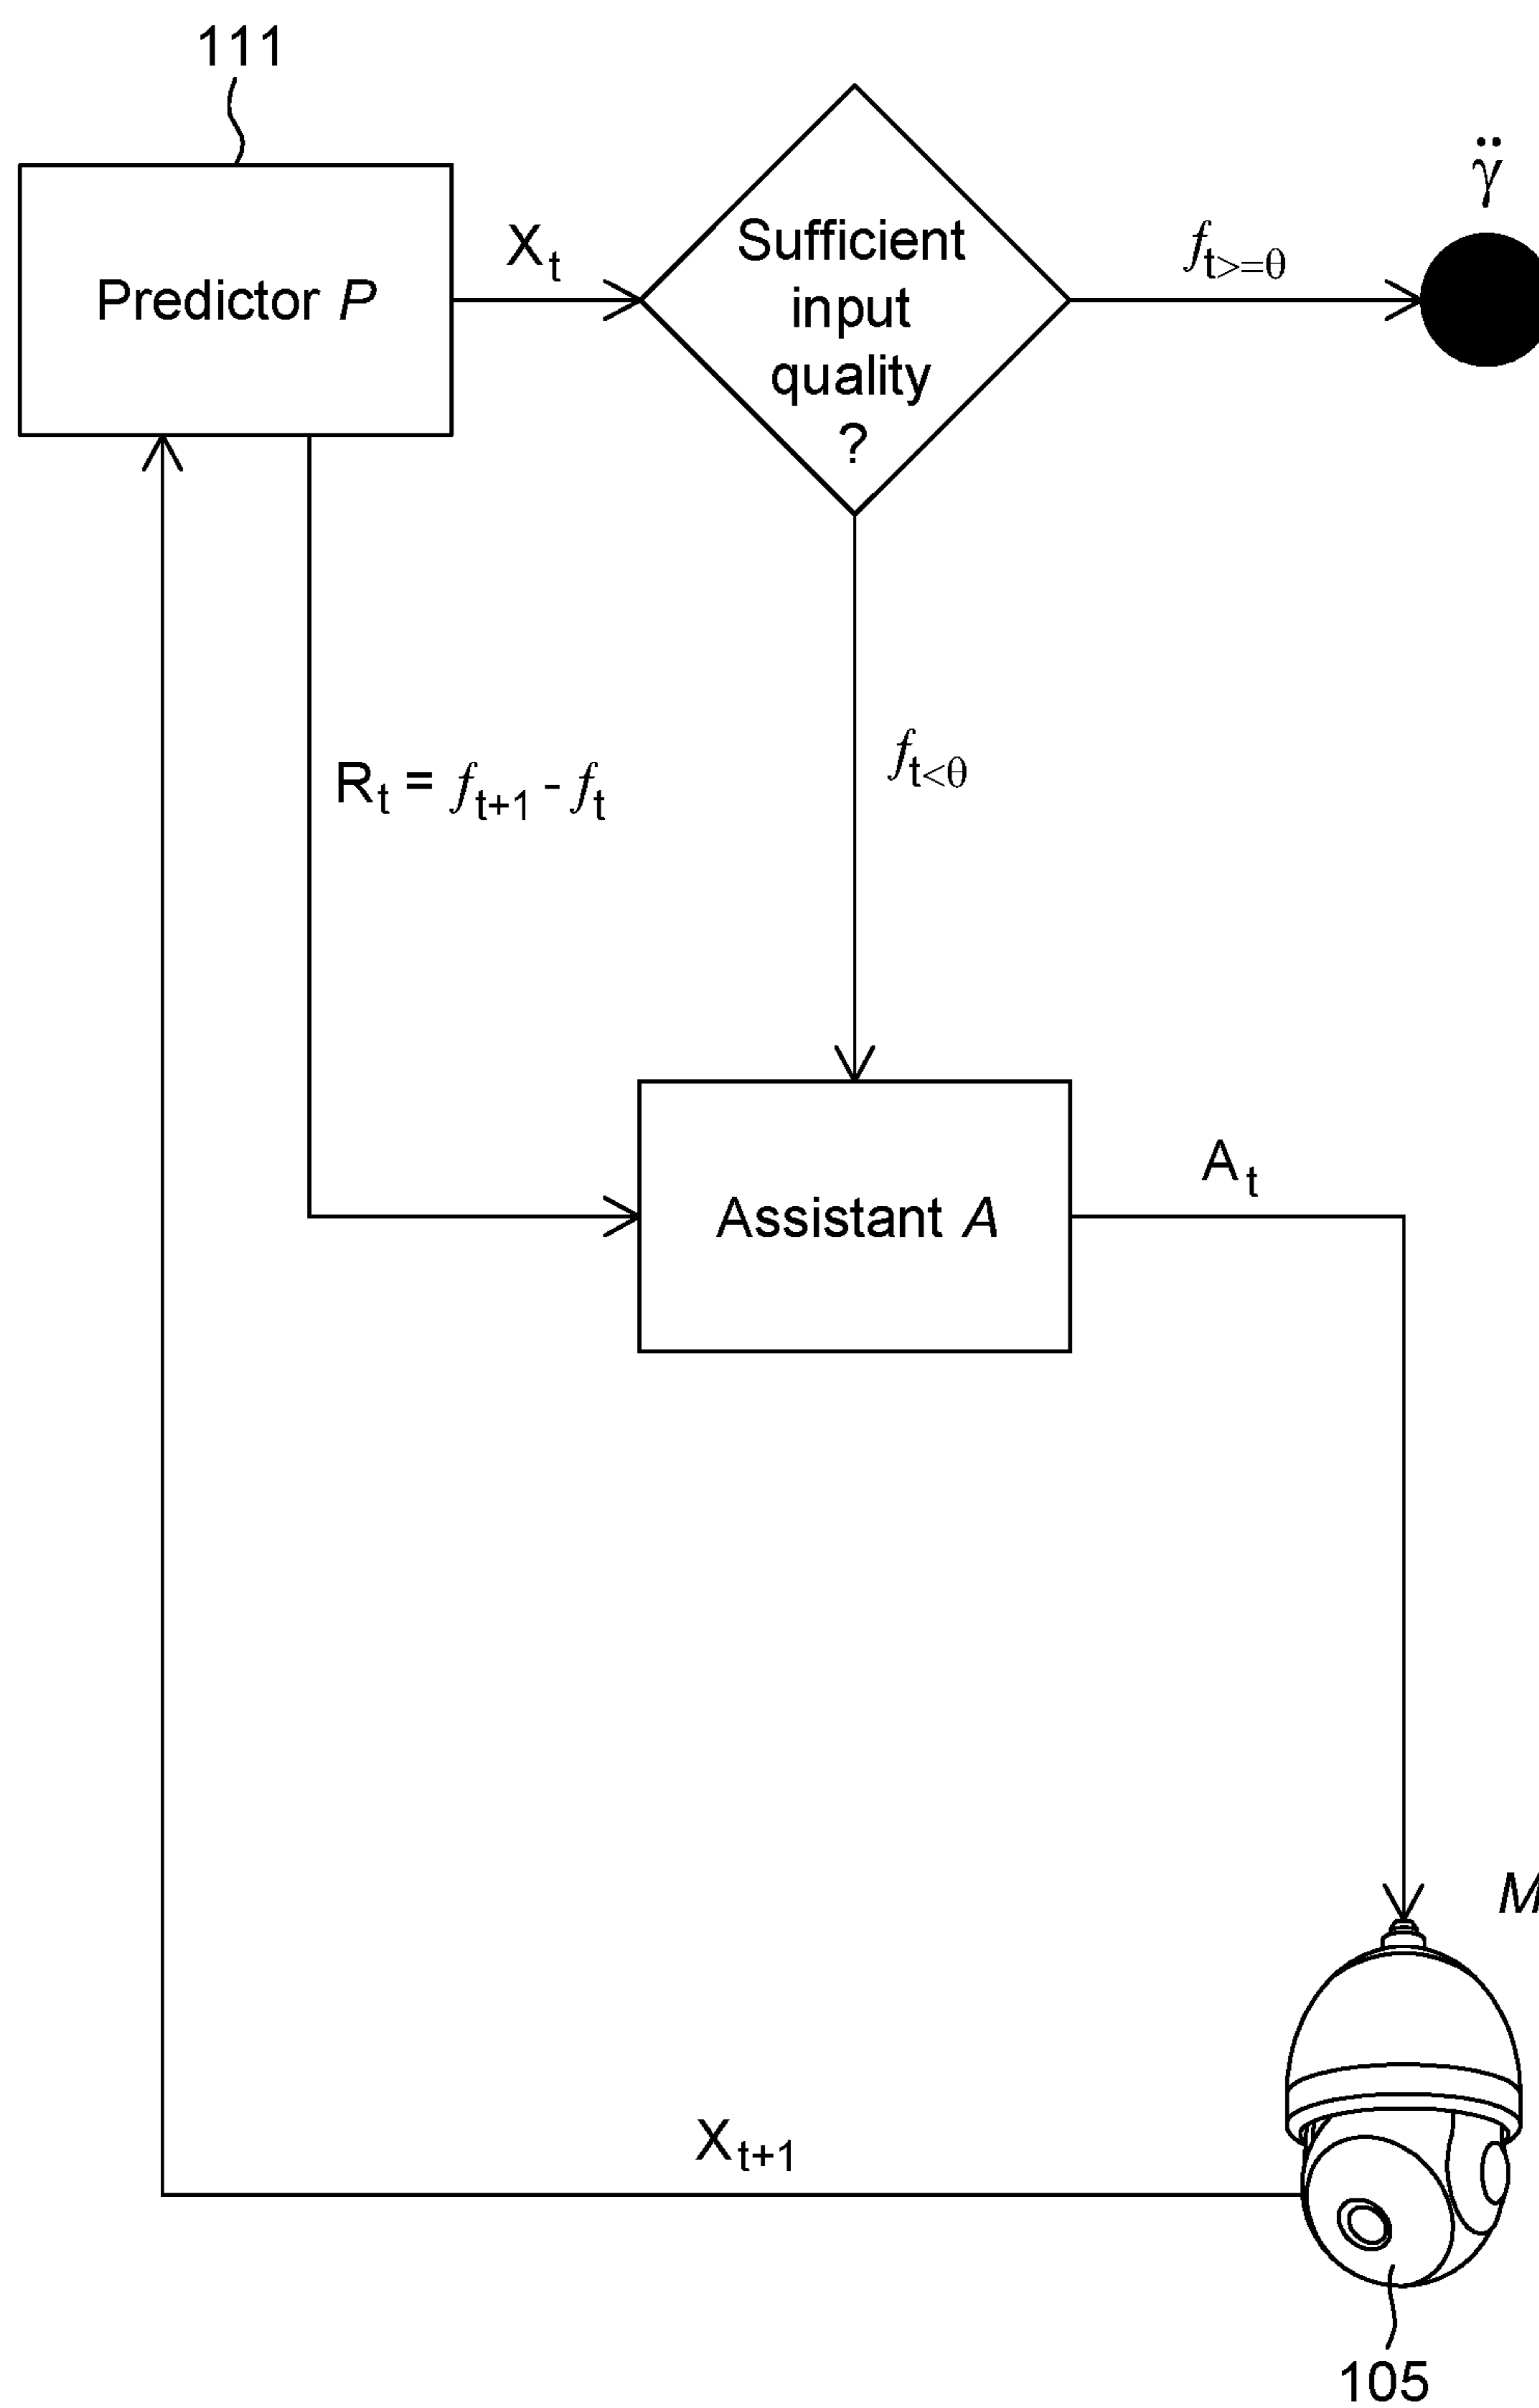 111
Predictor P
Xt
Sufficient
input
quality
?
ft>=θ
γ̈
Rt = ft+1 - ft
ft<θ
Assistant A
At
M
Xt+1
105